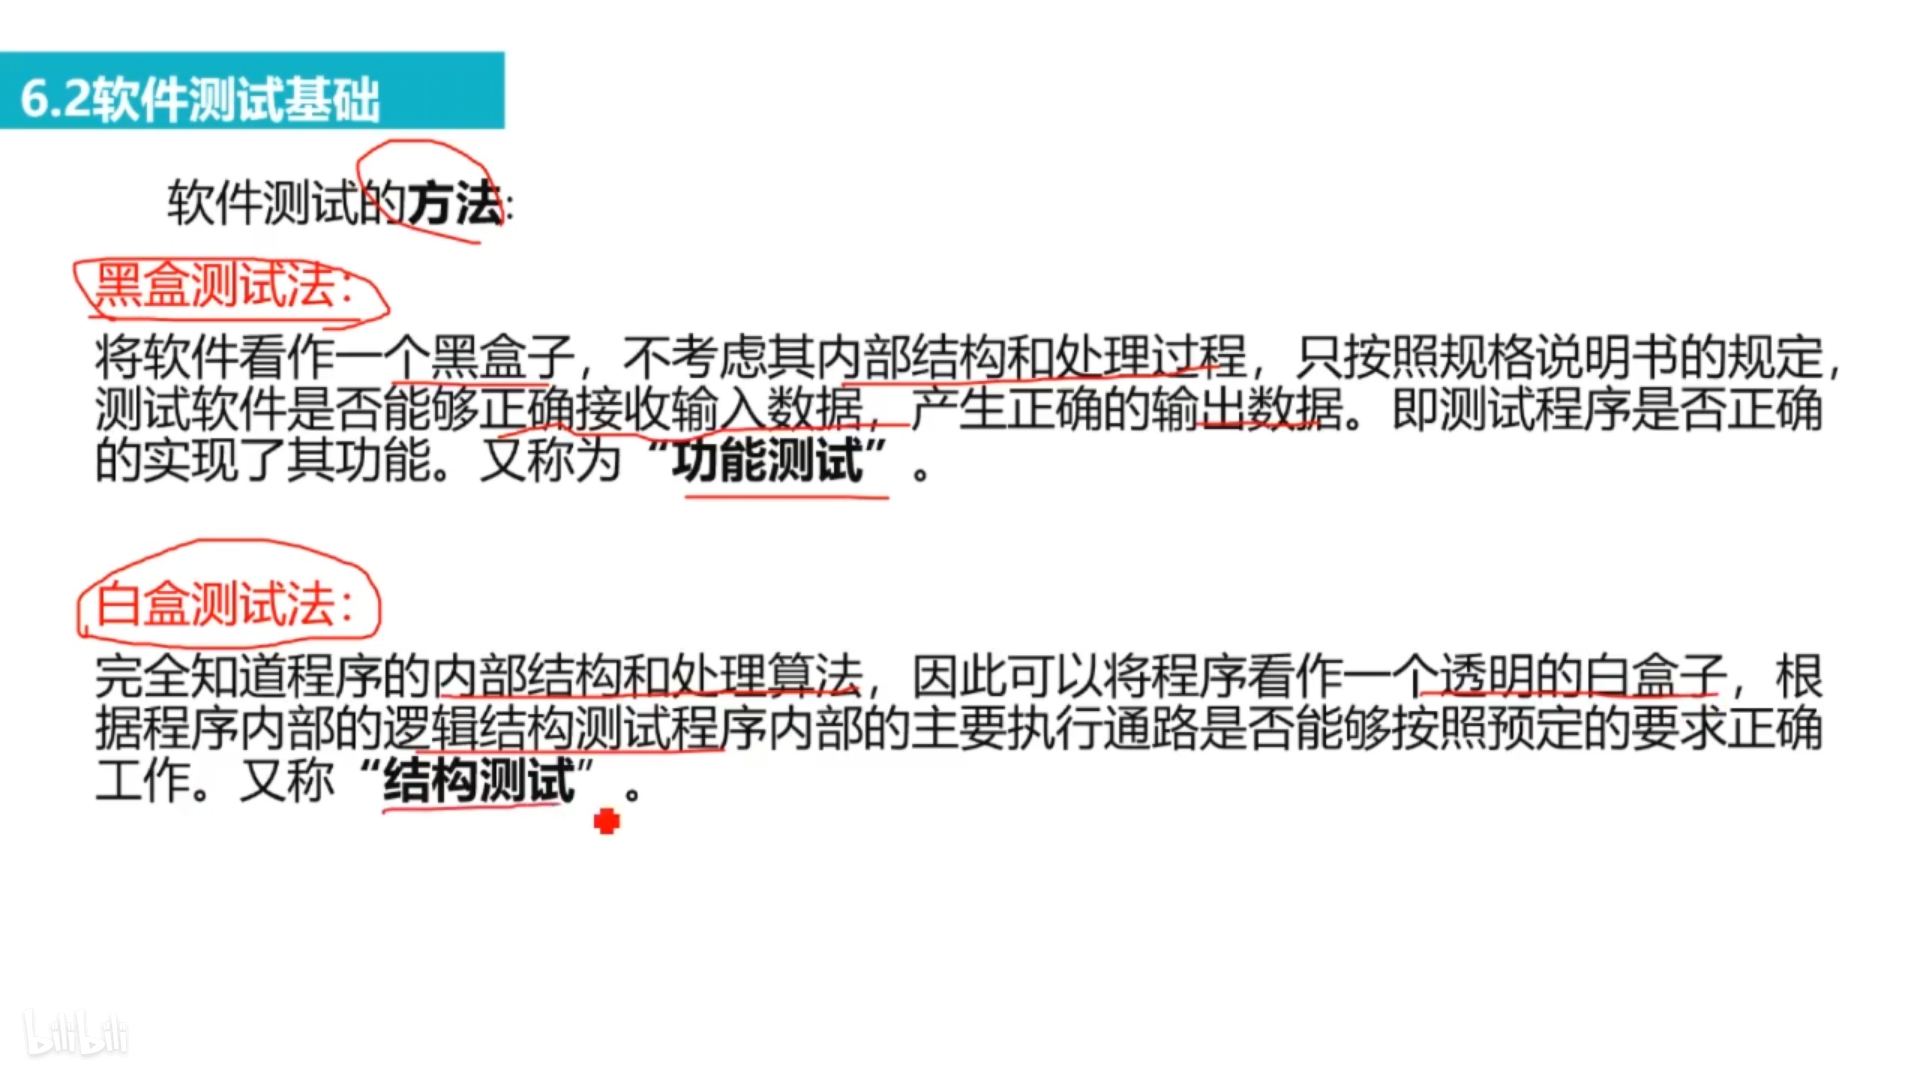 6.2软件测试基础
软件测试的方法:
黑盒测试法：
将软件看作一个黑盒子，不考虑其内部结构和处理过程，只按照规格说明书的规定，
测试软件是否能够正确接收输入数据，产生正确的输出数据。即测试程序是否正确
的实现了其功能。又称为“功能测试”。
白盒测试法：
完全知道程序的内部结构和处理算法，因此可以将程序看作一个透明的白盒子，根
据程序内部的逻辑结构测试程序内部的主要执行通路是否能够按照预定的要求正确
工作。又称“结构测试”。
bilibili